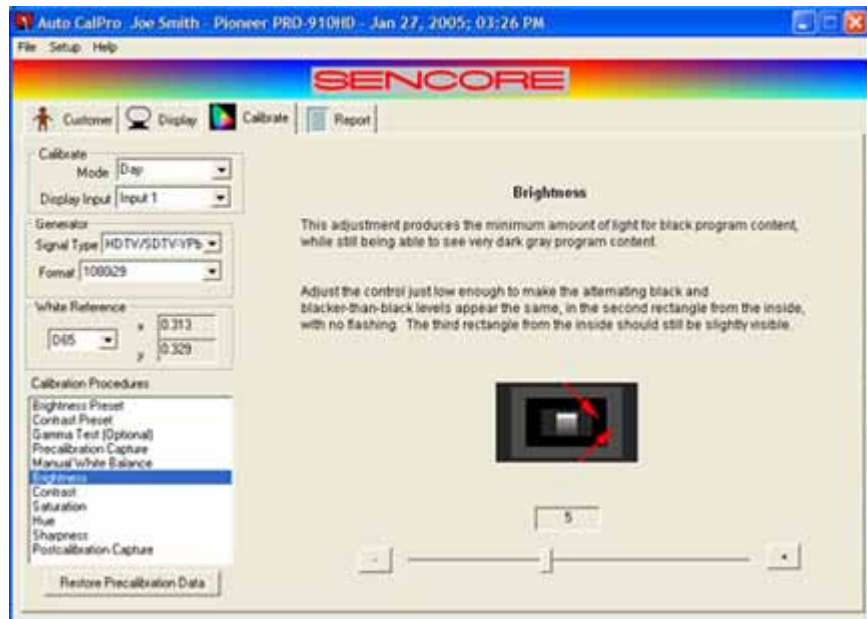 Auto CalPro Joe Smith - Pioneer PRO-910HD - Jan 27, 2005; 03:26 PM
File Setup Help
SENCORE
Customer Display Calibrate Report
Calibrate
Mode Day
Display Input Input 1
Generator
Signal Type HDTV/SDTV-YPb
Format 1080i29
White Reference
D65
x 0.313
y 0.329
Calibration Procedures
Brightness Preset
Contrast Preset
Gamma Test (Optional)
Precalibration Capture
Manual White Balance
Brightness
Contrast
Saturation
Hue
Sharpness
Postcalibration Capture
Restore Precalibration Data
Brightness
This adjustment produces the minimum amount of light for black program content,
while still being able to see very dark gray program content.
Adjust the control just low enough to make the alternating black and
blacker-than-black levels appear the same, in the second rectangle from the inside,
with no flashing. The third rectangle from the inside should still be slightly visible.
5
- +